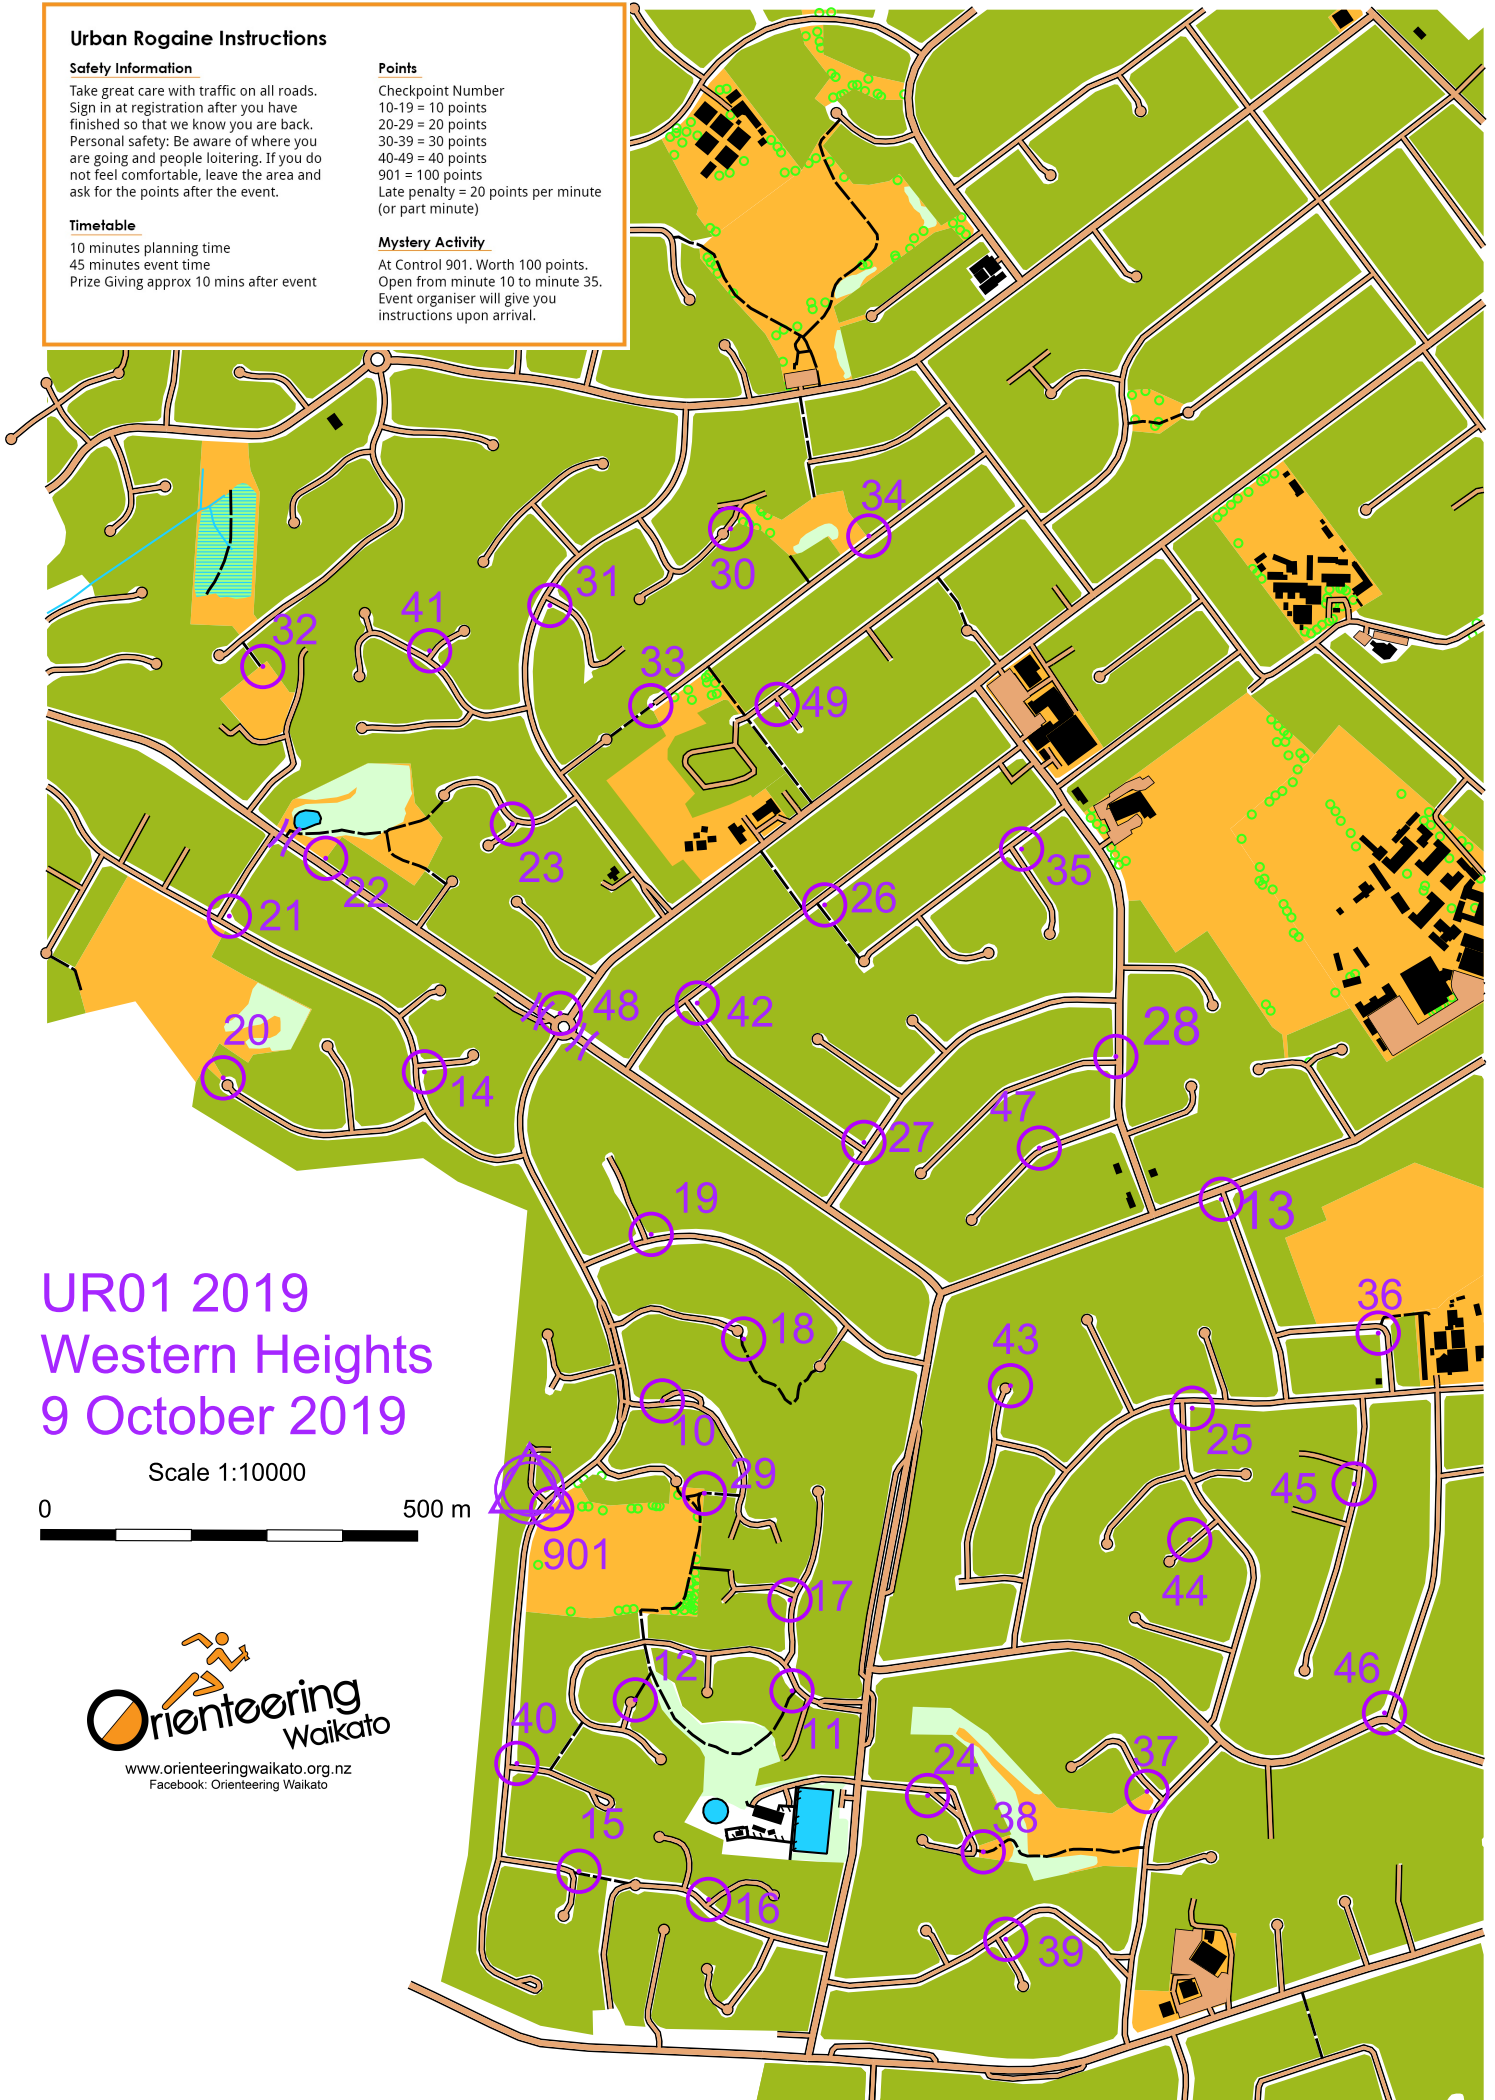 Urban Rogaine Instructions
Safety Information
Take great care with traffic on all roads.
Sign in at registration after you have
finished so that we know you are back.
Personal safety: Be aware of where you
are going and people loitering. If you do
not feel comfortable, leave the area and
ask for the points after the event.
Timetable
10 minutes planning time
45 minutes event time
Prize Giving approx 10 mins after event
Points
Checkpoint Number
10-19 = 10 points
20-29 = 20 points
30-39 = 30 points
40-49 = 40 points
901 = 100 points
Late penalty = 20 points per minute
(or part minute)
Mystery Activity
At Control 901. Worth 100 points.
Open from minute 10 to minute 35.
Event organiser will give you
instructions upon arrival.
34
30
31
41
32
33
49
23
22
35
26
21
48
42
20
28
14
47
27
19
13
UR01 2019
Western Heights
9 October 2019
Scale 1:10000
0 500 m
36
18
43
10
25
29
45
901
44
17
12
46
40
11
37
24
38
15
16
39
Orienteering
Waikato
www.orienteeringwaikato.org.nz
Facebook: Orienteering Waikato